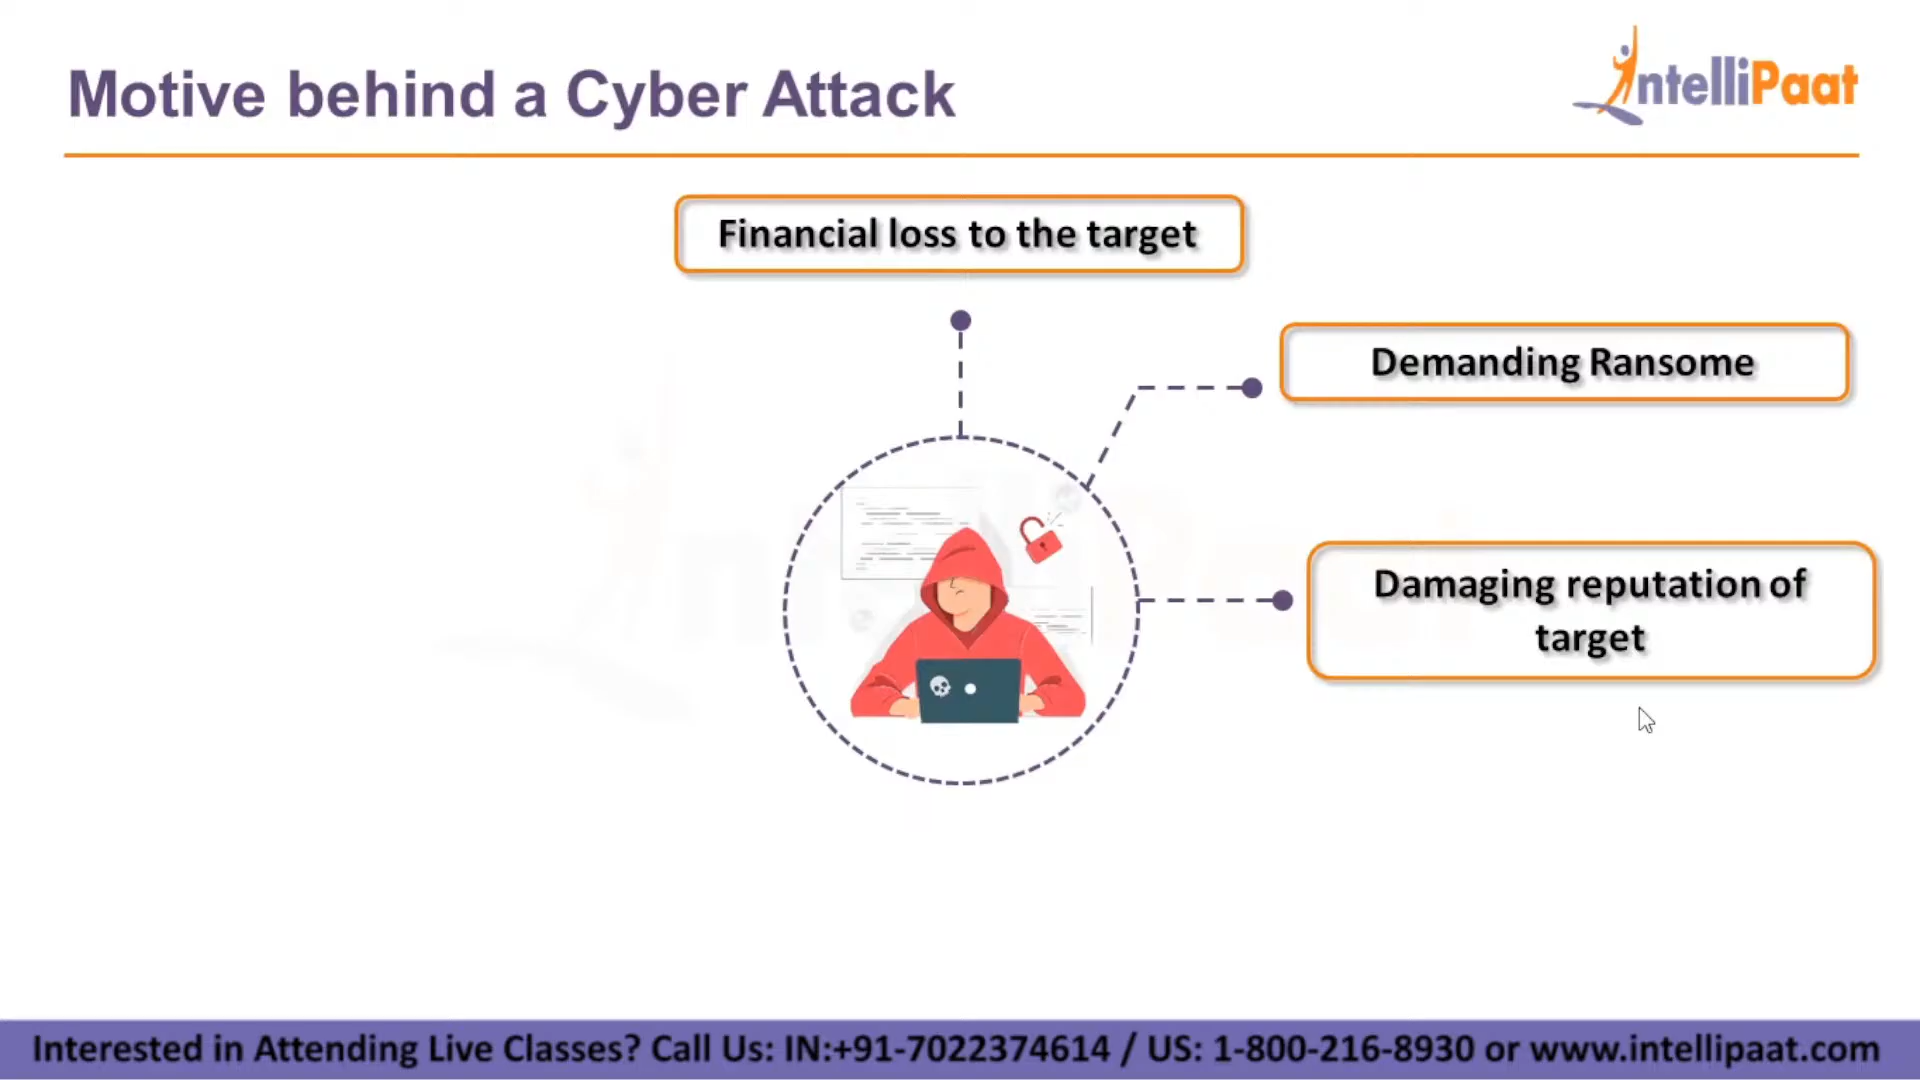 Motive behind a Cyber Attack
IntelliPaat
Financial loss to the target
Demanding Ransome
Damaging reputation of
target
Interested in Attending Live Classes? Call Us: IN:+91-7022374614 / US: 1-800-216-8930 or www.intellipaat.com